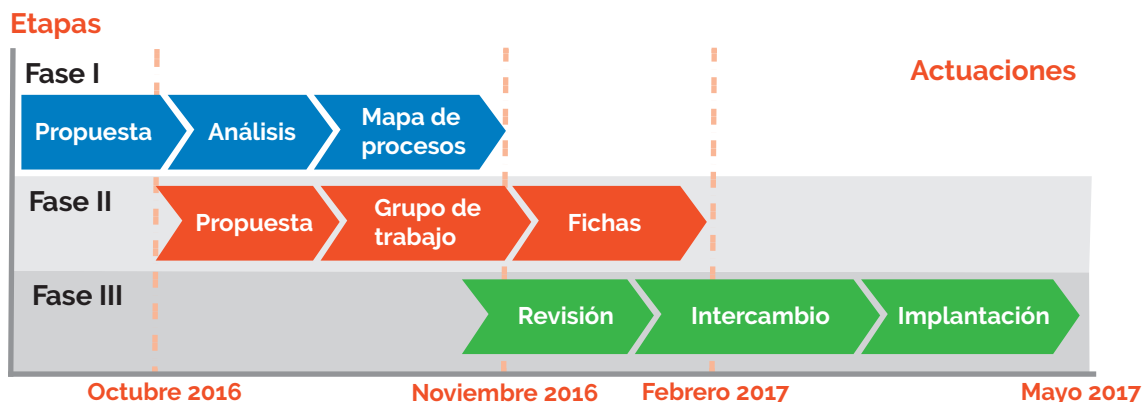 Etapas
Fase I
Actuaciones
Propuesta
Análisis
Mapa de
procesos
Fase II
Propuesta
Grupo de
trabajo
Fichas
Fase III
Revisión
Intercambio
Implantación
Octubre 2016
Noviembre 2016
Febrero 2017
Mayo 2017